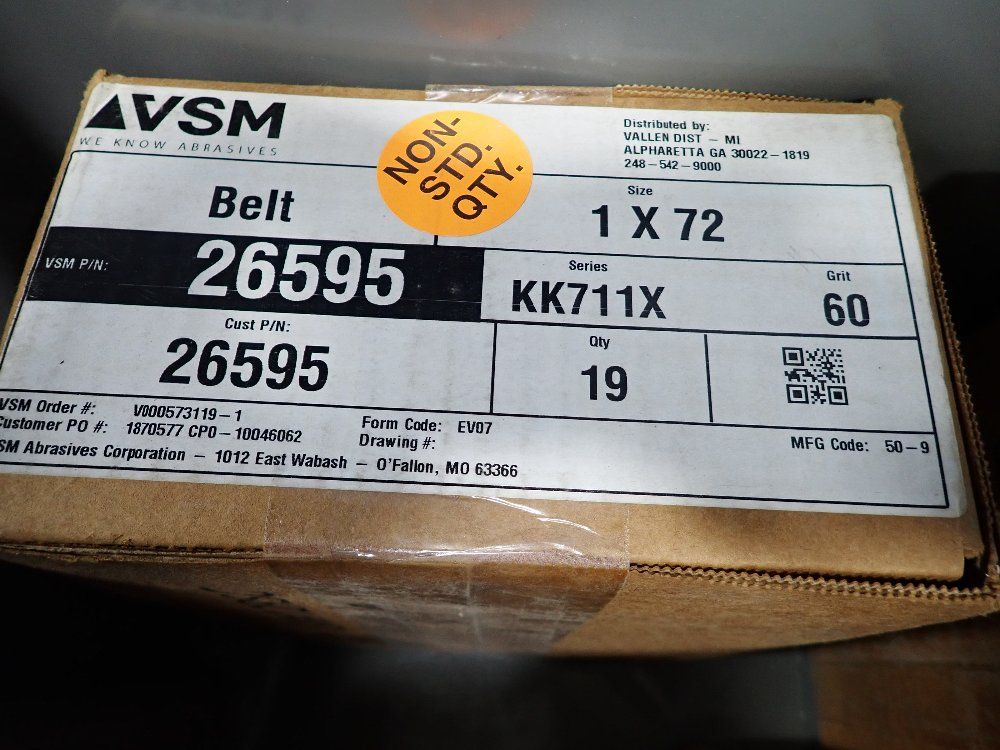 VSM
WE KNOW ABRASIVES
NON-
STD.
QTY.
Distributed by:
VALLEN DIST - MI
ALPHARETTA GA 30022-1819
248-542-9000
Belt
Size
1 X 72
VSM P/N:
26595
Series
KK711X
Grit
60
Cust P/N:
26595
Qty
19
VSM Order #: V000573119-1
Customer PO #: 1870577 CPO-10046062
Form Code: EV07
Drawing #:
MFG Code: 50-9
VSM Abrasives Corporation - 1012 East Wabash - O'Fallon, MO 63366